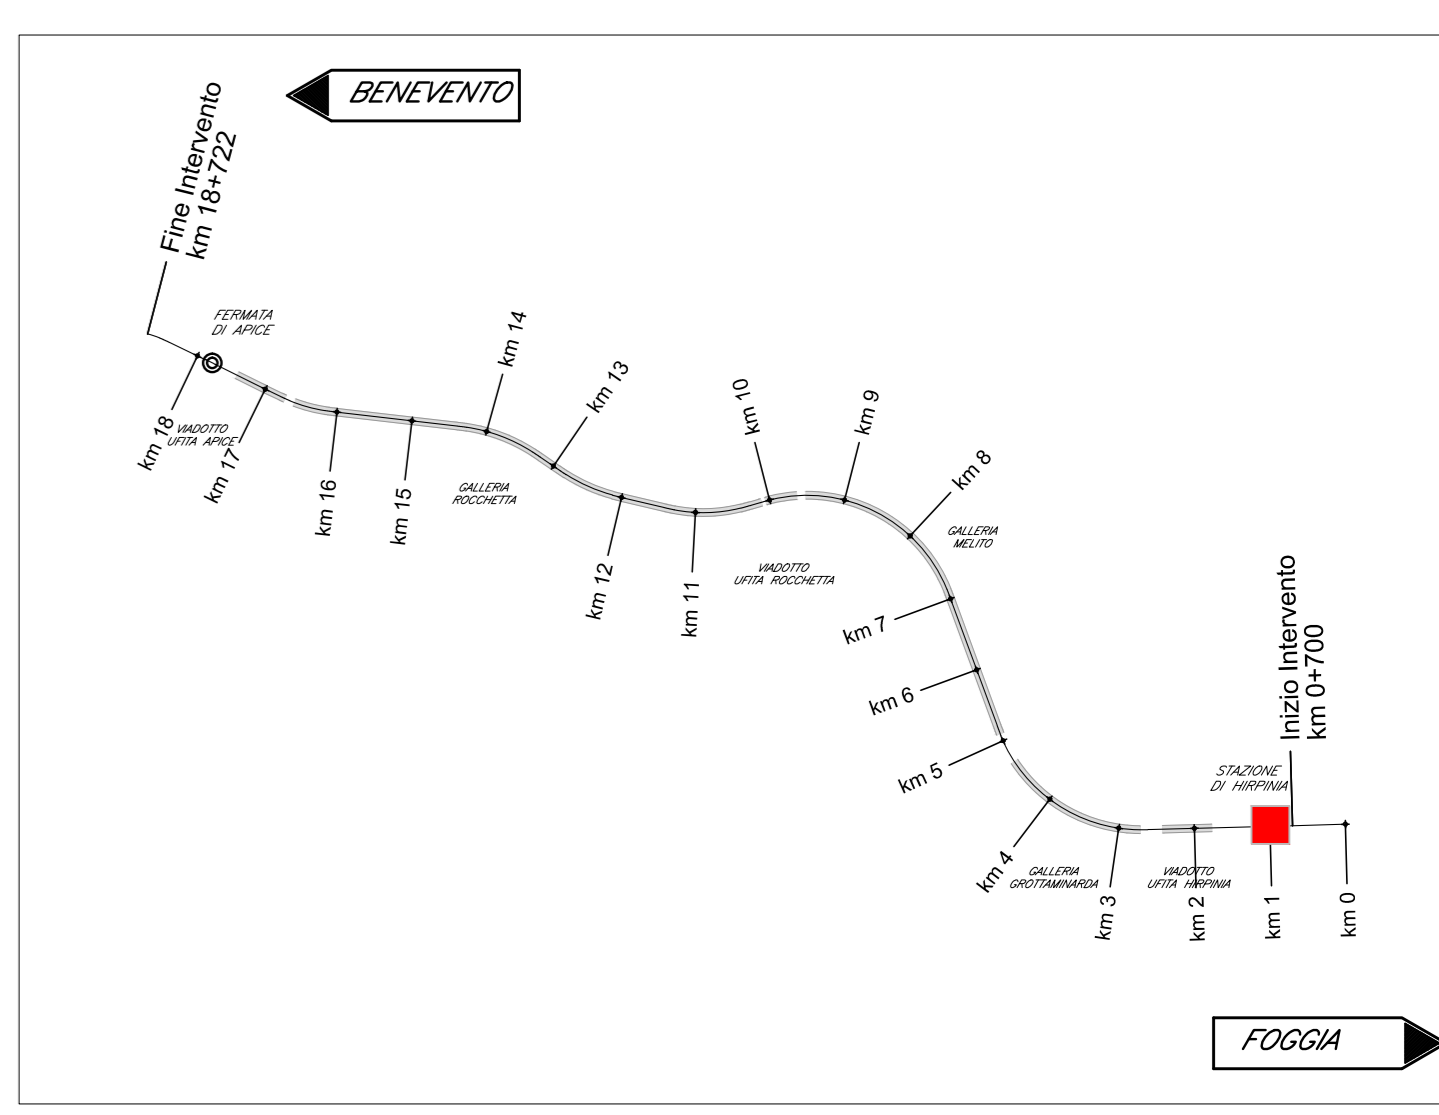 BENEVENTO
Fine Intervento
km 18+722
FERMATA
DI APICE
km 18
VIADOTTO
UFITA APICE
km 17
km 16
km 15
km 14
GALLERIA
ROCCHETTA
km 13
km 12
km 11
km 10
VIADOTTO
UFITA ROCCHETTA
km 9
km 8
GALLERIA
MELITO
km 7
km 6
km 5
km 4
GALLERIA
GROTTAMINARDA
km 3
VIADOTTO
UFITA HIRPINIA
km 2
STAZIONE
DI HIRPINIA
Inizio Intervento
km 0+700
km 1
km 0
FOGGIA